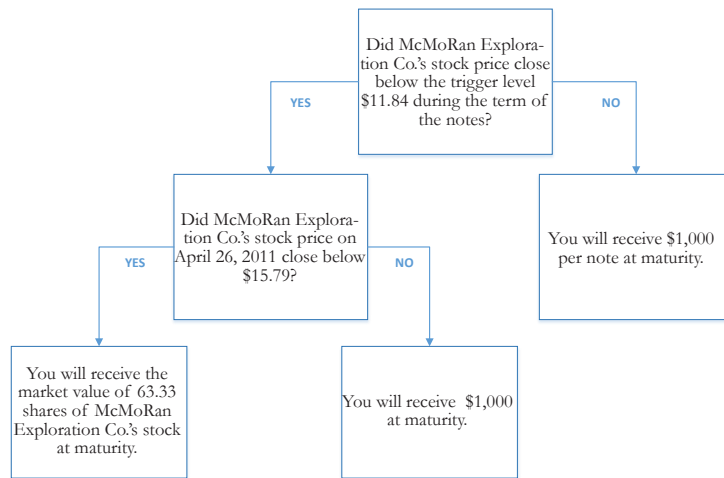 Did McMoRan Explora-
tion Co.'s stock price close
below the trigger level
$11.84 during the term of
the notes?
YES
NO
Did McMoRan Explora-
tion Co.'s stock price on
April 26, 2011 close below
$15.79?
You will receive $1,000
per note at maturity.
YES
NO
You will receive the
market value of 63.33
shares of McMoRan
Exploration Co.'s stock
at maturity.
You will receive $1,000
at maturity.